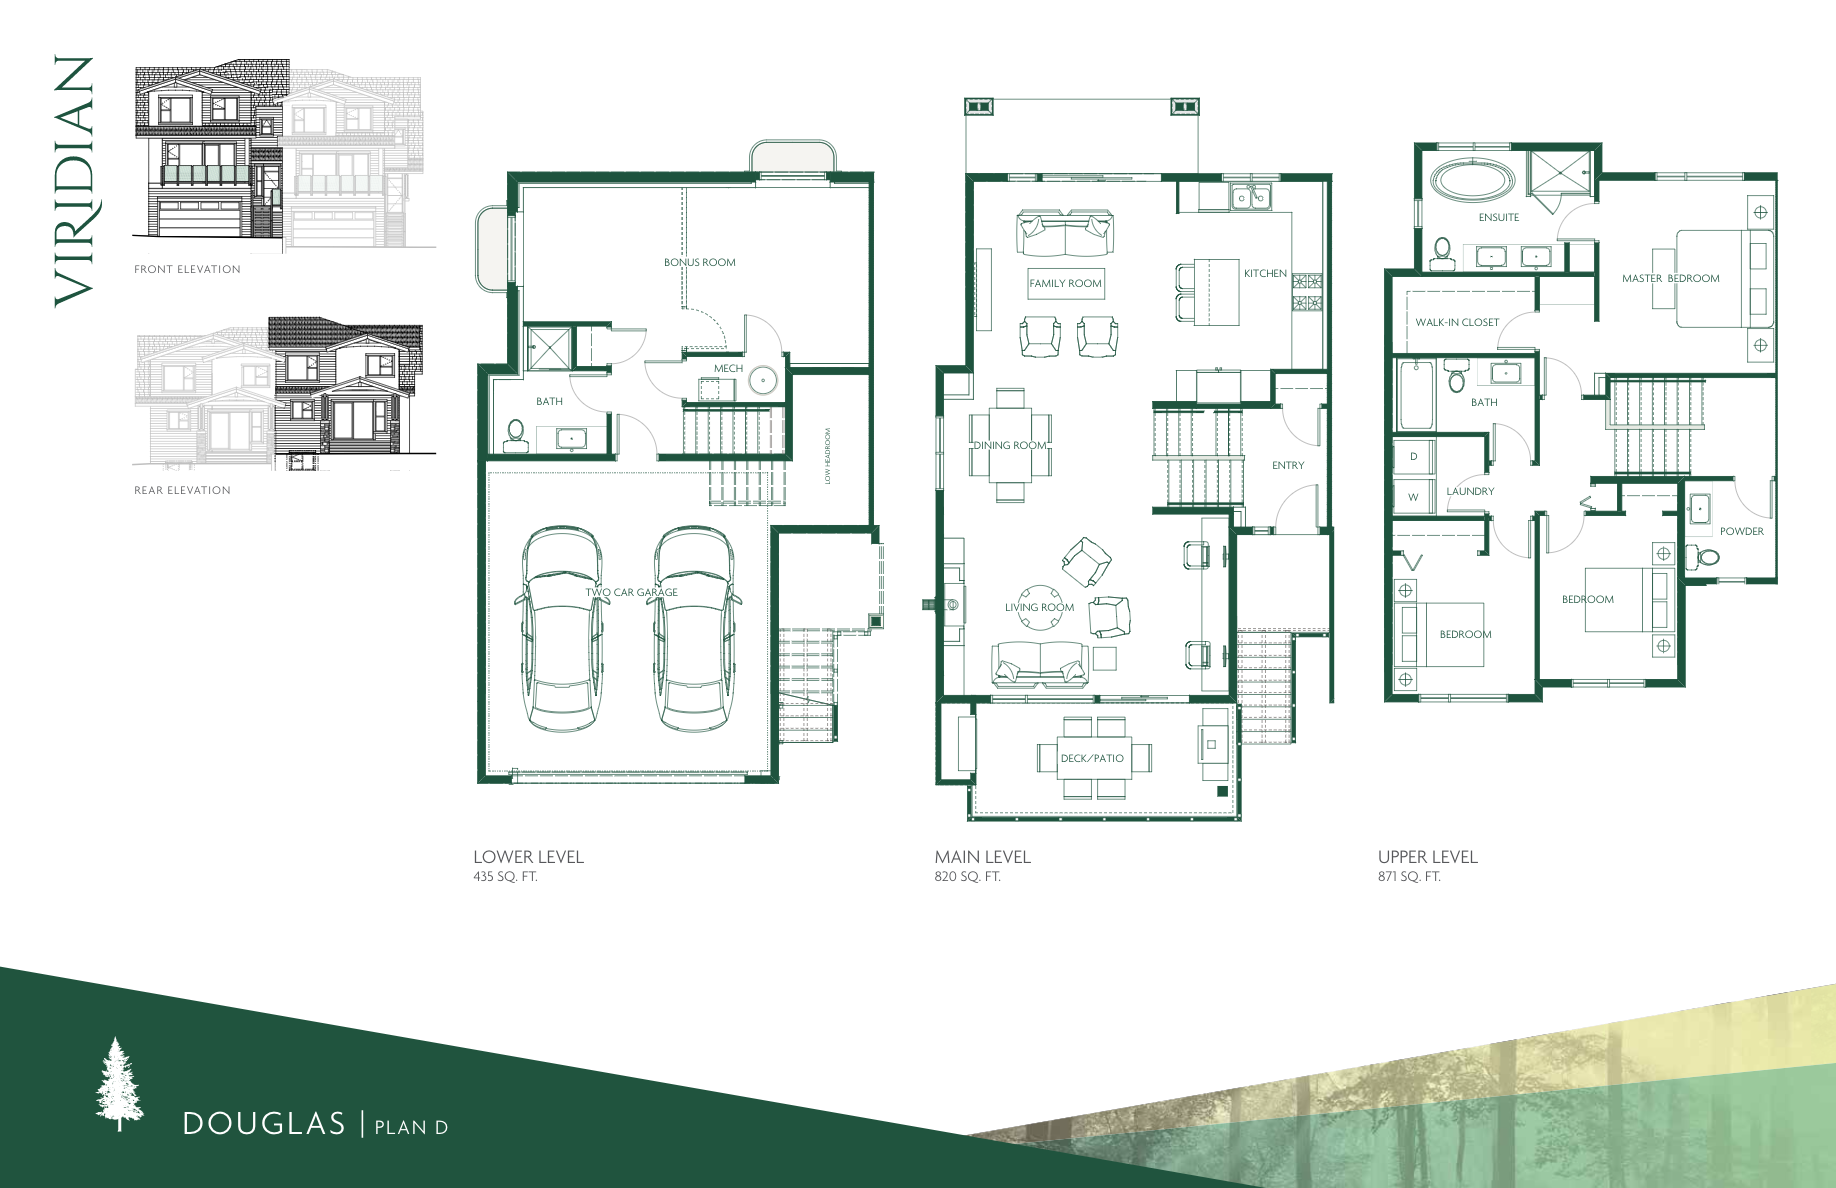 VIRIDIAN
FRONT ELEVATION
REAR ELEVATION
BONUS ROOM
MECH
BATH
LOW HEADROOM
TWO CAR GARAGE
LOWER LEVEL
435 SQ. FT.
FAMILY ROOM
KITCHEN
DINING ROOM
ENTRY
LIVING ROOM
DECK/PATIO
MAIN LEVEL
820 SQ. FT.
ENSUITE
MASTER BEDROOM
WALK-IN CLOSET
BATH
D
W
LAUNDRY
POWDER
BEDROOM
BEDROOM
UPPER LEVEL
871 SQ. FT.
DOUGLAS | PLAN D